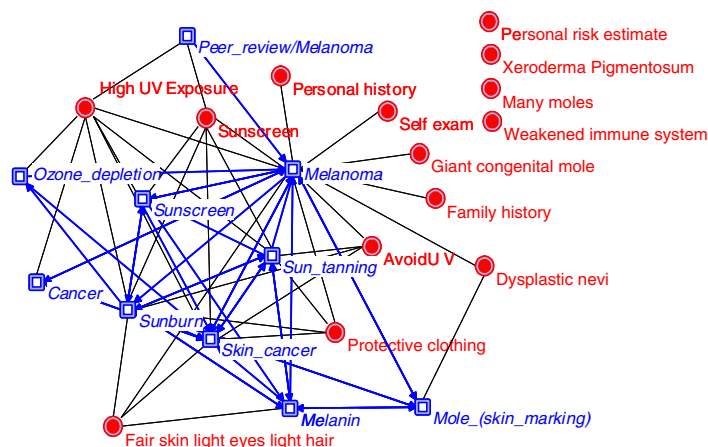 Personal risk estimate
Peer_review/Melanoma
Xeroderma Pigmentosum
High UV Exposure
Personal history
Many moles
Sunscreen
Self exam
Weakened immune system
Ozone_depletion
Melanoma
Giant congenital mole
Sunscreen
Family history
Sun_tanning
AvoidU V
Dysplastic nevi
Cancer
Sunburn
Skin_cancer
Protective clothing
Melanin
Mole_(skin_marking)
Fair skin light eyes light hair